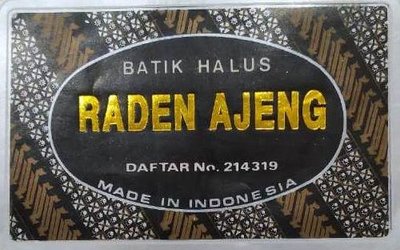 BATIK HALUS
RADEN AJENG
DAFTAR No. 214319
MADE IN INDONESIA